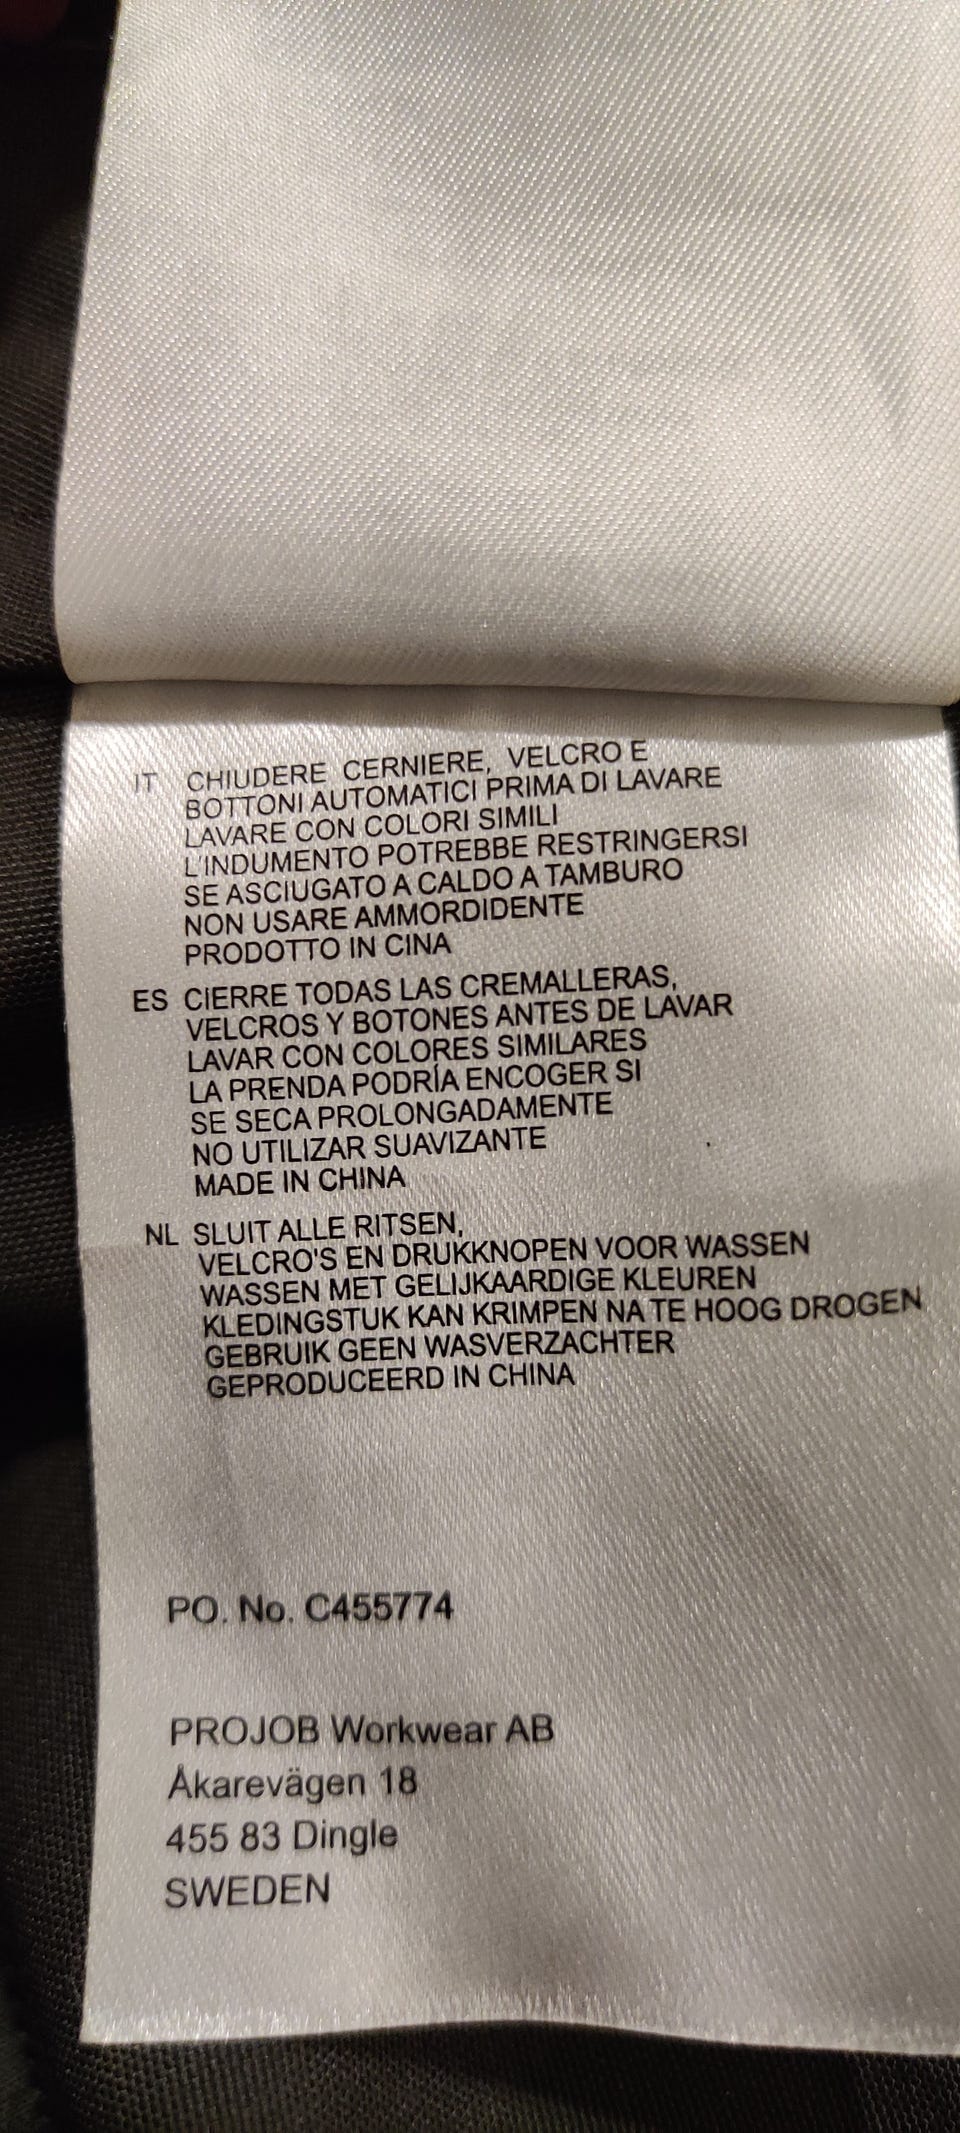 IT CHIUDERE CERNIERE, VELCRO E
BOTTONI AUTOMATICI PRIMA DI LAVARE
LAVARE CON COLORI SIMILI
L'INDUMENTO POTREBBE RESTRINGERSI
SE ASCIUGATO A CALDO A TAMBURO
NON USARE AMMORDIDENTE
PRODOTTO IN CINA
ES CIERRE TODAS LAS CREMALLERAS,
VELCROS Y BOTONES ANTES DE LAVAR
LAVAR CON COLORES SIMILARES
LA PRENDA PODRÍA ENCOGER SI
SE SECA PROLONGADAMENTE
NO UTILIZAR SUAVIZANTE
MADE IN CHINA
NL SLUIT ALLE RITSEN,
VELCRO'S EN DRUKKNOPEN VOOR WASSEN
WASSEN MET GELIJKAARDIGE KLEUREN
KLEDINGSTUK KAN KRIMPEN NA TE HOOG DROGEN
GEBRUIK GEEN WASVERZACHTER
GEPRODUCEERD IN CHINA
PO. No. C455774
PROJOB Workwear AB
Åkarevägen 18
455 83 Dingle
SWEDEN